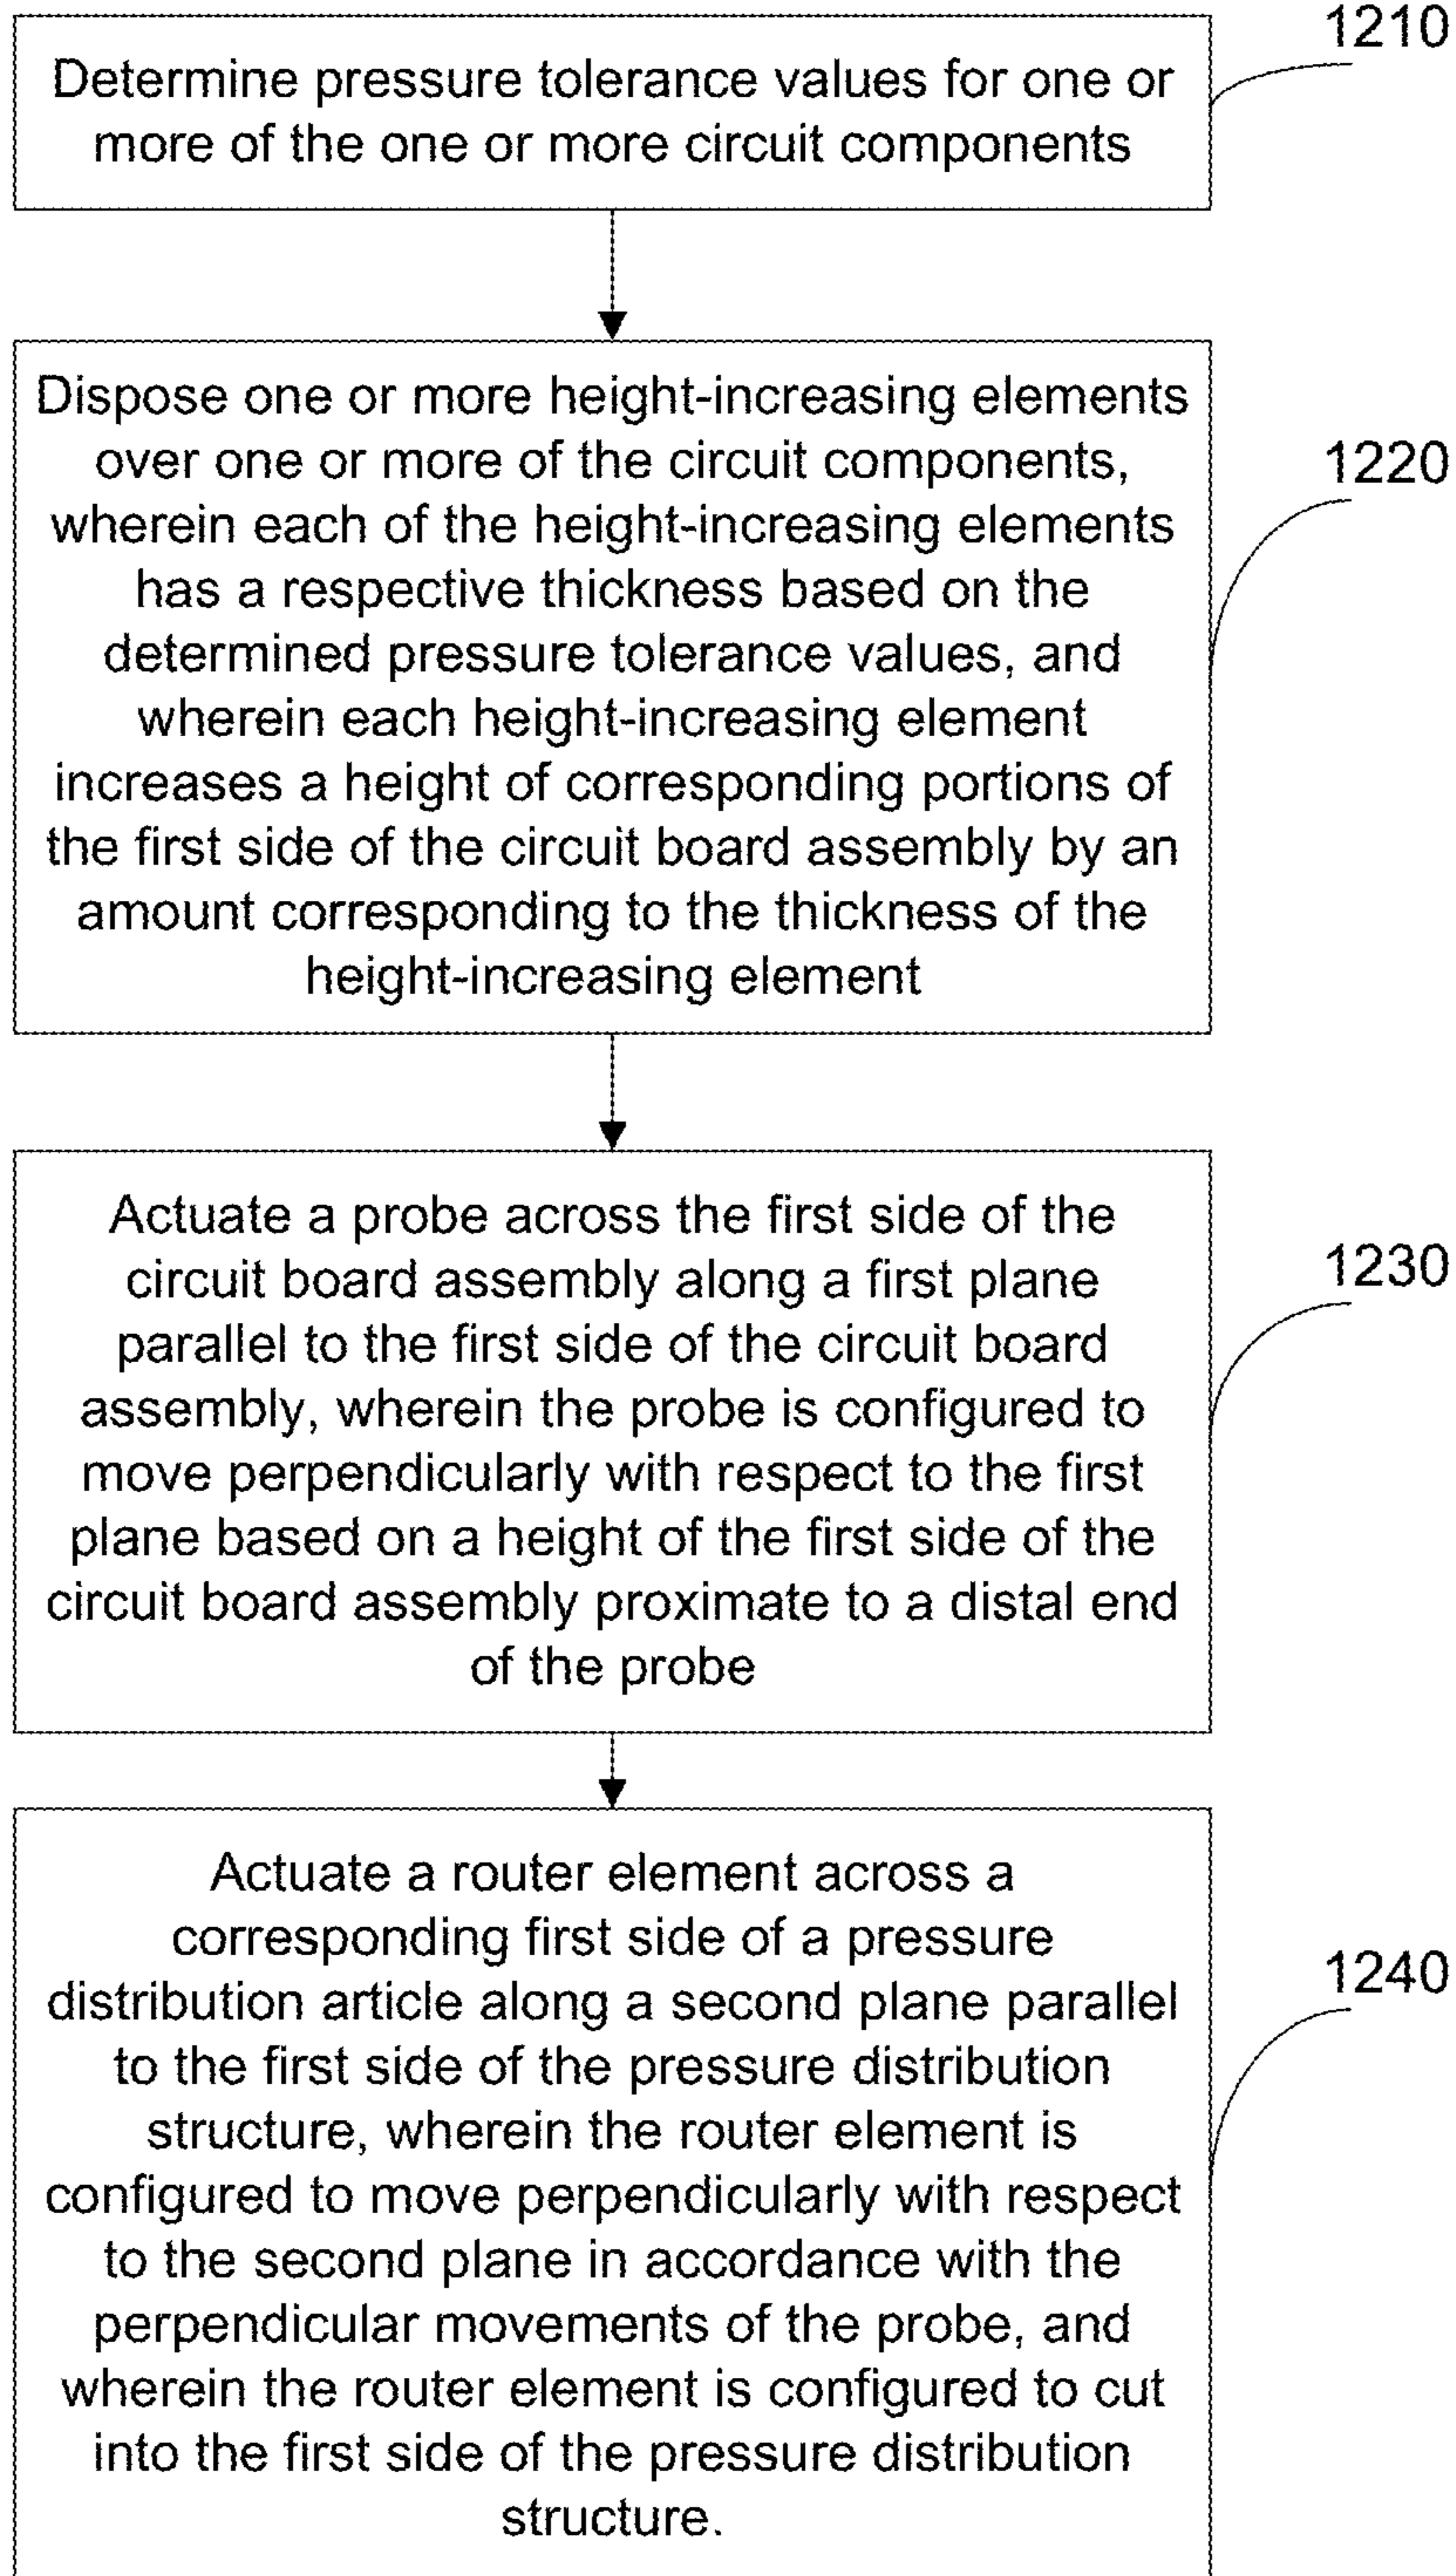 1210
Determine pressure tolerance values for one or
more of the one or more circuit components
Dispose one or more height-increasing elements
over one or more of the circuit components,
wherein each of the height-increasing elements
has a respective thickness based on the
determined pressure tolerance values, and
wherein each height-increasing element
increases a height of corresponding portions of
the first side of the circuit board assembly by an
amount corresponding to the thickness of the
height-increasing element
1220
Actuate a probe across the first side of the
circuit board assembly along a first plane
parallel to the first side of the circuit board
assembly, wherein the probe is configured to
move perpendicularly with respect to the first
plane based on a height of the first side of the
circuit board assembly proximate to a distal end
of the probe
1230
Actuate a router element across a
corresponding first side of a pressure
distribution article along a second plane parallel
to the first side of the pressure distribution
structure, wherein the router element is
configured to move perpendicularly with respect
to the second plane in accordance with the
perpendicular movements of the probe, and
wherein the router element is configured to cut
into the first side of the pressure distribution
structure.
1240